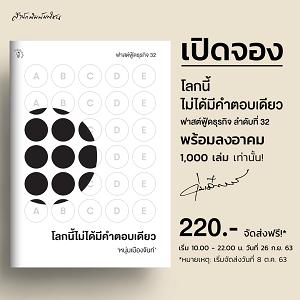 สำนักพิมพ์มติชน
ฟาสต์ฟู้ดธุรกิจ 32
A B C D E
A B C D E
A E
A E
A E
A B C D E
A B C D E
โลกนี้ไม่ได้มีคำตอบเดียว
'หนุ่มเมืองจันท์'
เปิดจอง
โลกนี้
ไม่ได้มีคำตอบเดียว
ฟาสต์ฟู้ดธุรกิจ ลำดับที่ 32
พร้อมลงอาคม
1,000 เล่ม เท่านั้น!
220.- จัดส่งฟรี!*
เริ่ม 10.00 - 22.00 น. วันที่ 26 ก.ย. 63
*หมายเหตุ: เริ่มจัดส่งวันที่ 8 ต.ค. 63